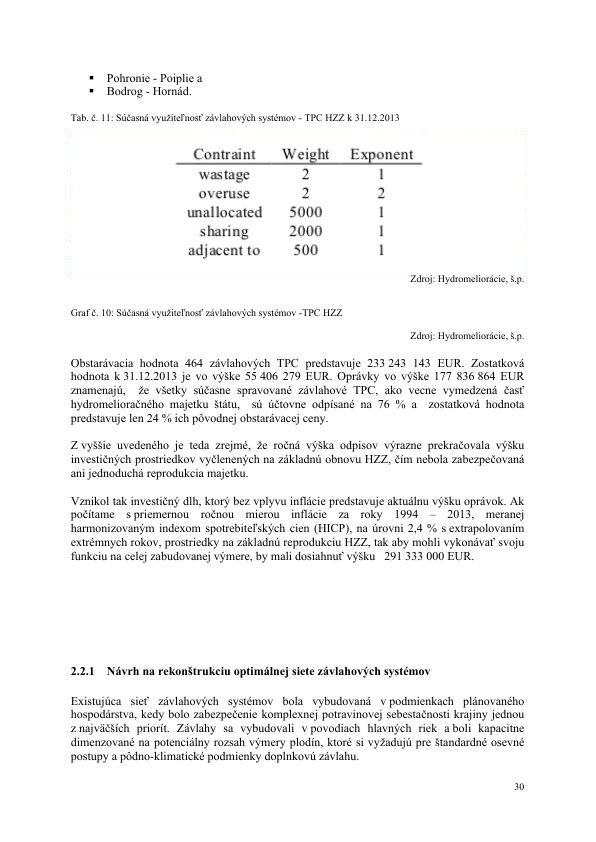 ▪ Pohronie - Poiplie a
▪ Bodrog - Hornád.
Tab. č. 11: Súčasná využiteľnosť závlahových systémov - TPC HZZ k 31.12.2013
Contraint Weight Exponent
wastage 2 1
overuse 2 2
unallocated 5000 1
sharing 2000 1
adjacent to 500 1
Zdroj: Hydromeliorácie, š.p.
Graf č. 10: Súčasná využiteľnosť závlahových systémov -TPC HZZ
Zdroj: Hydromeliorácie, š.p.
Obstarávacia hodnota 464 závlahových TPC predstavuje 233 243 143 EUR. Zostatková
hodnota k 31.12.2013 je vo výške 55 406 279 EUR. Oprávky vo výške 177 836 864 EUR
znamenajú, že všetky súčasne spravované závlahové TPC, ako vecne vymedzená časť
hydromelioračného majetku štátu, sú účtovne odpísané na 76 % a zostatková hodnota
predstavuje len 24 % ich pôvodnej obstarávacej ceny.
Z vyššie uvedeného je teda zrejmé, že ročná výška odpisov výrazne prekračovala výšku
investičných prostriedkov vyčlenených na základnú obnovu HZZ, čím nebola zabezpečovaná
ani jednoduchá reprodukcia majetku.
Vznikol tak investičný dlh, ktorý bez vplyvu inflácie predstavuje aktuálnu výšku oprávok. Ak
počítame s priemernou ročnou mierou inflácie za roky 1994 – 2013, meranej
harmonizovaným indexom spotrebiteľských cien (HICP), na úrovni 2,4 % s extrapolovaním
extrémnych rokov, prostriedky na základnú reprodukciu HZZ, tak aby mohli vykonávať svoju
funkciu na celej zabudovanej výmere, by mali dosiahnuť výšku 291 333 000 EUR.
2.2.1 Návrh na rekonštrukciu optimálnej siete závlahových systémov
Existujúca sieť závlahových systémov bola vybudovaná v podmienkach plánovaného
hospodárstva, kedy bolo zabezpečenie komplexnej potravinovej sebestačnosti krajiny jednou
z najväčších priorít. Závlahy sa vybudovali v povodiach hlavných riek a boli kapacitne
dimenzované na potenciálny rozsah výmery plodín, ktoré si vyžadujú pre štandardné osevné
postupy a pôdno-klimatické podmienky doplnkovú závlahu.
30